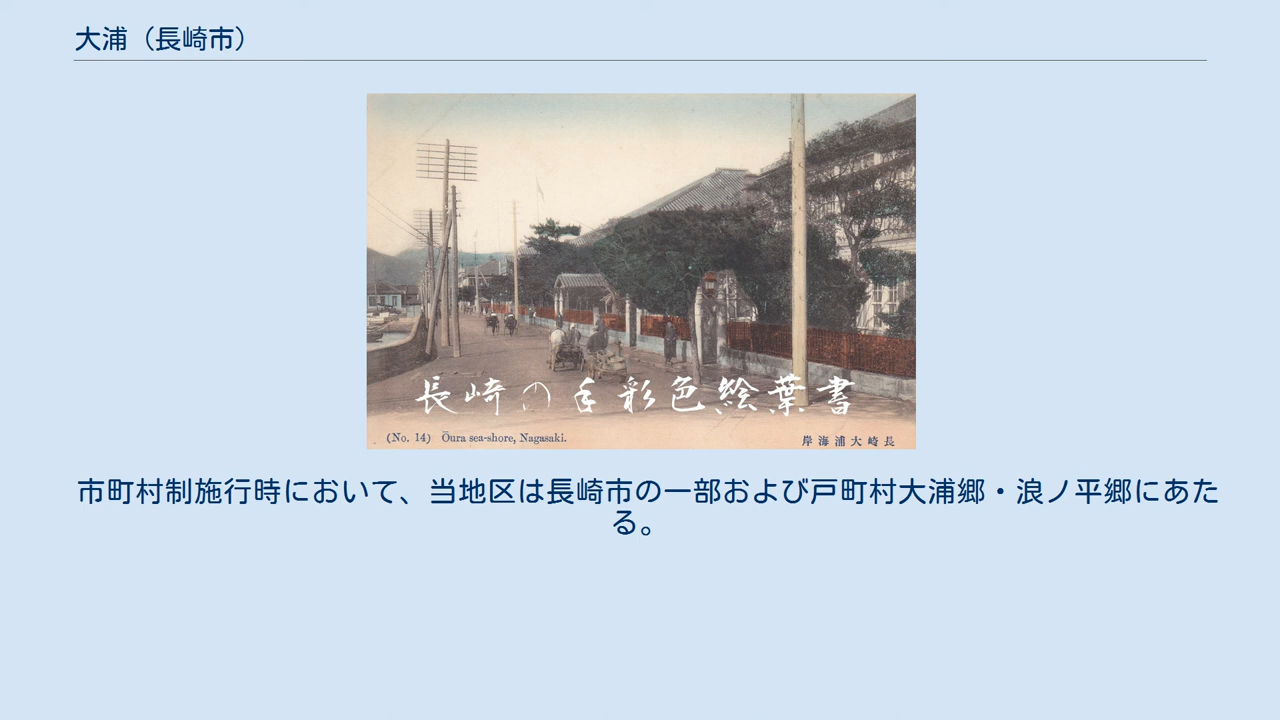 大浦（長崎市）
長崎の手彩色絵葉書
(No. 14) Ōura sea-shore, Nagasaki.
岸海浦大崎長
市町村制施行時において、当地区は長崎市の一部および戸町村大浦郷・浪ノ平郷にあた
る。